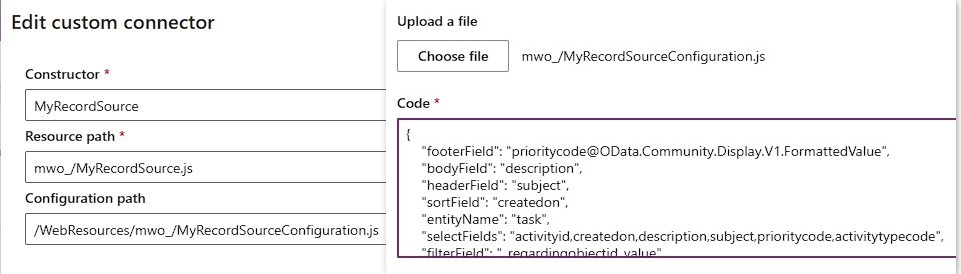 Edit custom connector
Constructor *
MyRecordSource
Resource path *
mwo_/MyRecordSource.js
Configuration path
/WebResources/mwo_/MyRecordSourceConfiguration.js
Upload a file
Choose file mwo_/MyRecordSourceConfiguration.js
Code *
{
"footerField": "prioritycode@OData.Community.Display.V1.FormattedValue",
"bodyField": "description",
"headerField": "subject",
"sortField": "createdon",
"entityName": "task",
"selectFields": "activityid,createdon,description,subject,prioritycode,activitytypecode",
"filterField": "_regardingobjectid_value"